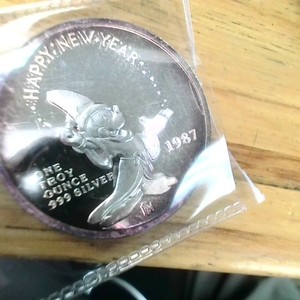 HAPPY NEW YEAR
1987
ONE
TROY
OUNCE
999 SILVER